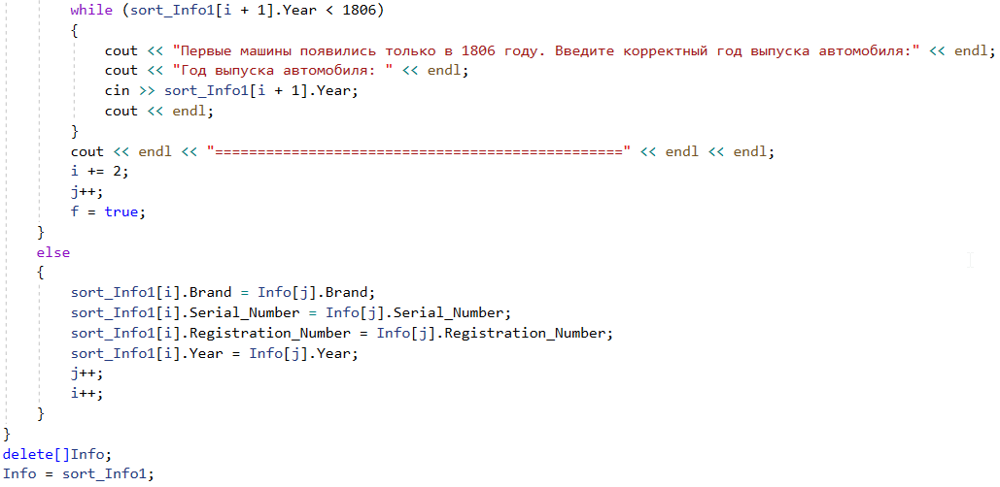 while (sort_Info1[i + 1].Year < 1806)
{
cout << "Первые машины появились только в 1806 году. Введите корректный год выпуска автомобиля:" << endl;
cout << "Год выпуска автомобиля: " << endl;
cin >> sort_Info1[i + 1].Year;
cout << endl;
}
cout << endl << "================================================" << endl << endl;
i += 2;
j++;
f = true;
}
else
{
sort_Info1[i].Brand = Info[j].Brand;
sort_Info1[i].Serial_Number = Info[j].Serial_Number;
sort_Info1[i].Registration_Number = Info[j].Registration_Number;
sort_Info1[i].Year = Info[j].Year;
j++;
i++;
}
}
delete[]Info;
Info = sort_Info1;